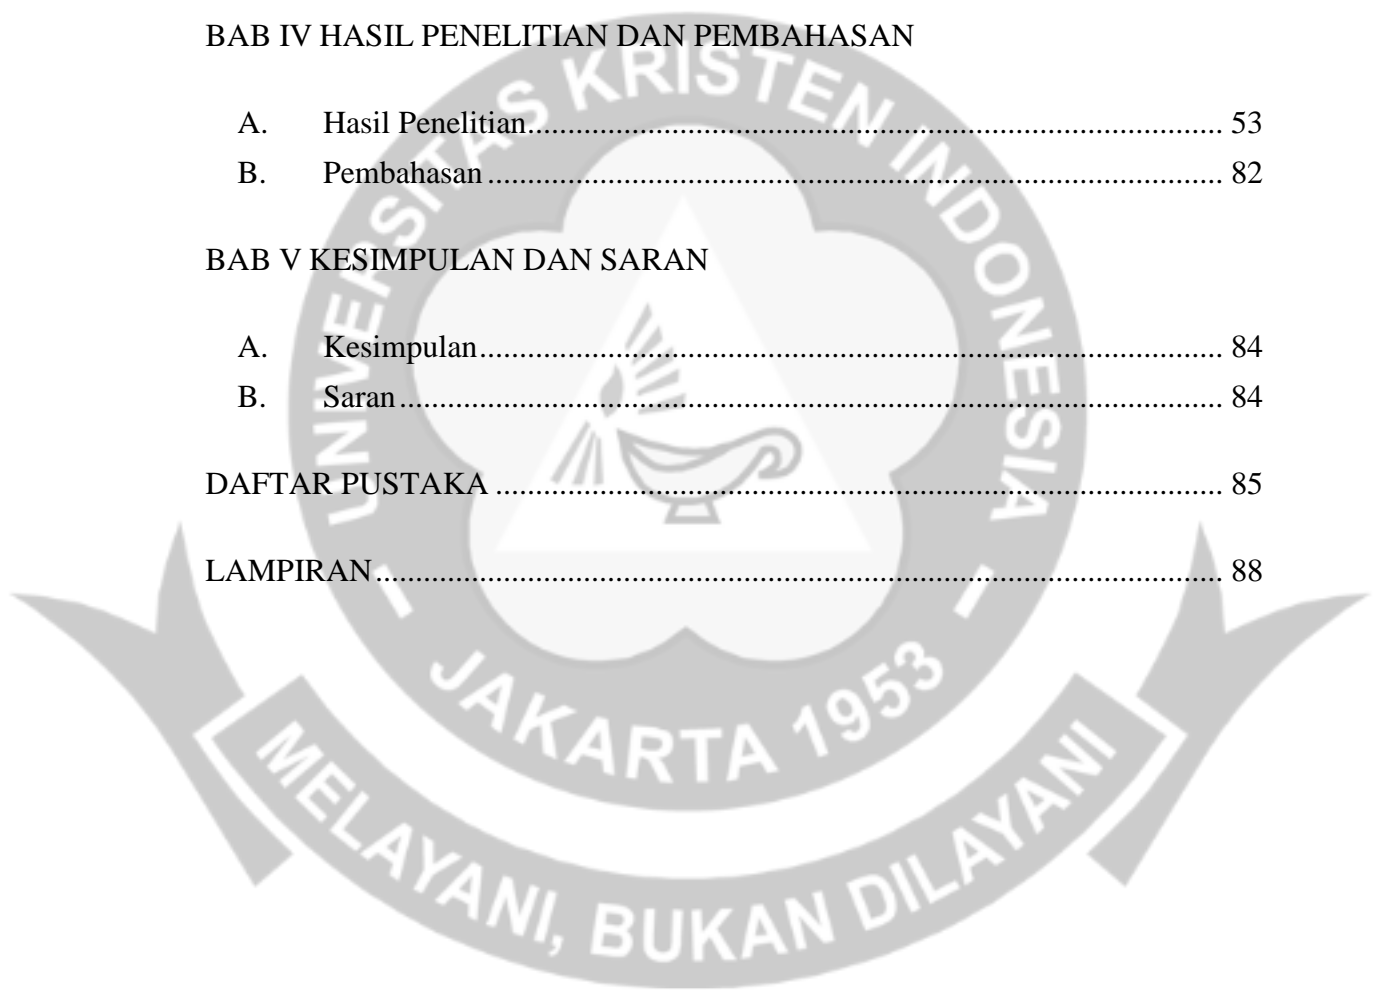 BAB IV HASIL PENELITIAN DAN PEMBAHASAN
A. Hasil Penelitian........................................................................................ 53
B. Pembahasan............................................................................................. 82
BAB V KESIMPULAN DAN SARAN
A. Kesimpulan.............................................................................................. 84
B. Saran........................................................................................................ 84
DAFTAR PUSTAKA............................................................................................ 85
LAMPIRAN........................................................................................................... 88
UNIVERSITAS KRISTEN INDONESIA
JAKARTA 1953
MELAYANI, BUKAN DILAYANI